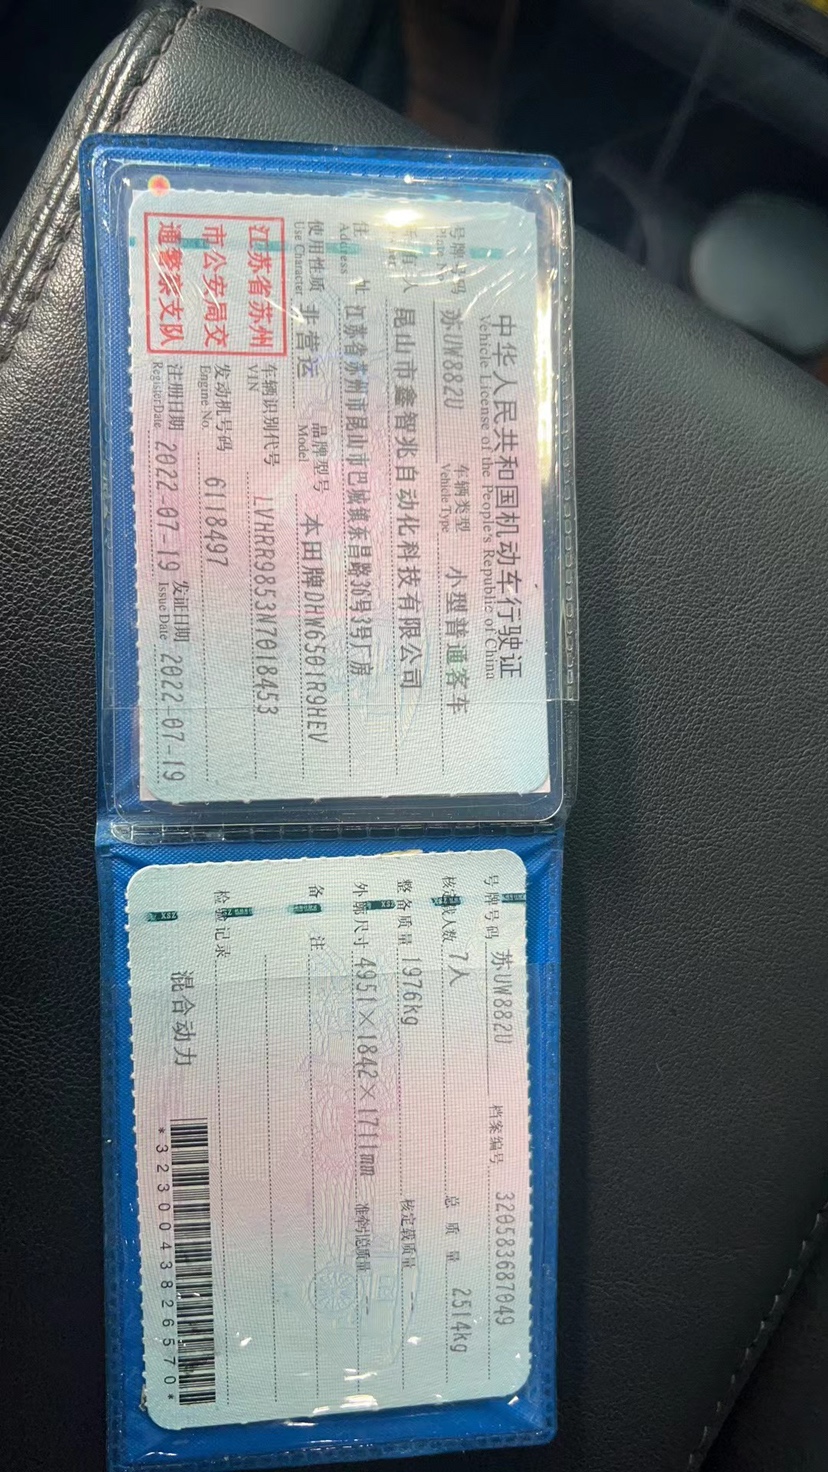 中华人民共和国机动车行驶证
Vehicle License of the People's Republic of China
号牌号码 苏UW882U 车辆类型 小型普通客车
Vehicle Type
昆山市鑫智兆自动化科技有限公司
住址 江苏省苏州市昆山市巴城镇东昌路36号3号厂房
Address
使用性质 非营运 品牌型号 本田牌DHW6501R9HEV
Use Character Model
江苏省苏州
市公安局交
通警察支队
车辆识别代号 LVHRR9853N7018453
VIN
发动机号码 6118497
Engine No.
注册日期 2022-07-19 发证日期 2022-07-19
Register Date Issue Date
号牌号码 苏UW882U 档案编号 320583687049
核定载人数 7人 总质量 2514kg
整备质量 1976kg 核定载质量 --
外廓尺寸 4951×1842×1711mm 准牵引总质量 --
备注
检验记录
混合动力
*3230043826570*